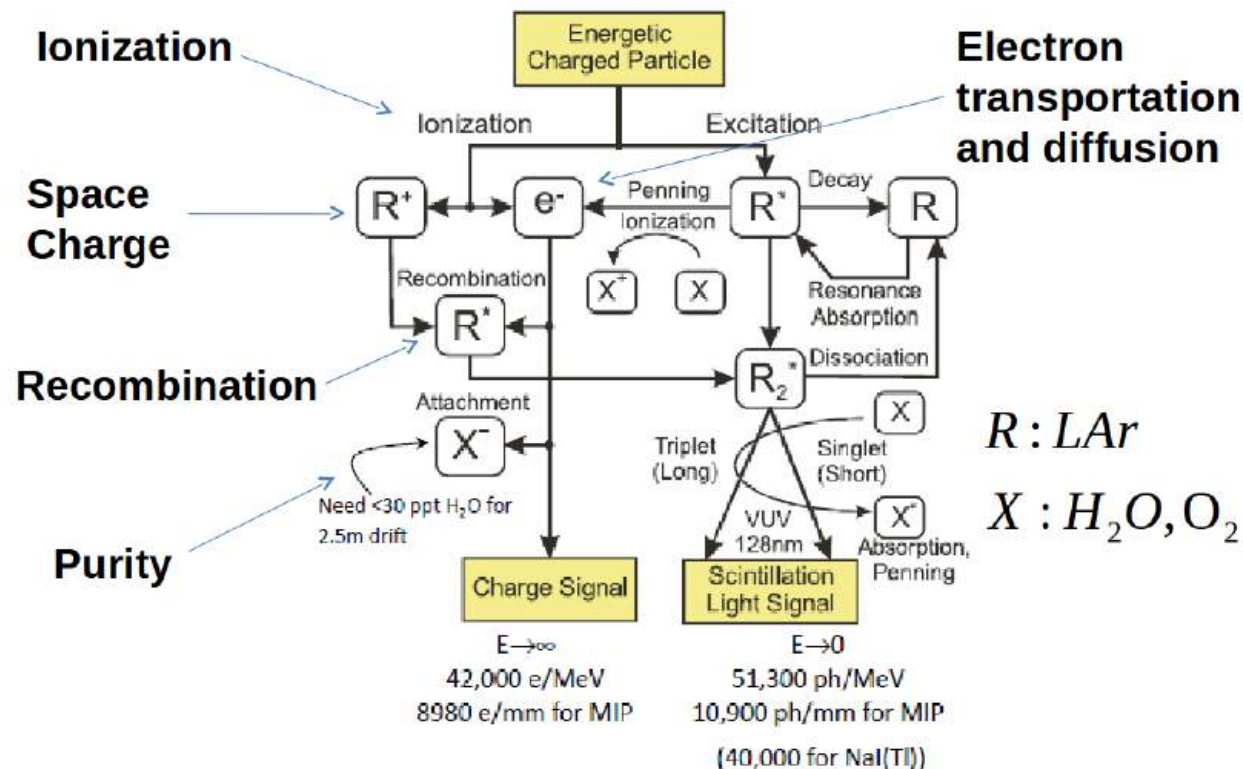 Energetic
Charged Particle
Ionization
Electron
transportation
and diffusion
Ionization
Excitation
Space
Charge
R⁺
e⁻
Penning
Ionization
R*
Decay
R
X⁺
X
Resonance
Absorption
Recombination
R*
Recombination
R₂*
Dissociation
Attachment
X⁻
Triplet
(Long)
Singlet
(Short)
X
R : LAr
X : H₂O, O₂
Need <30 ppt H₂O for
2.5m drift
Purity
VUV
128nm
X⁻
Absorption,
Penning
Charge Signal
Scintillation
Light Signal
E→∞
42,000 e/MeV
8980 e/mm for MIP
E→0
51,300 ph/MeV
10,900 ph/mm for MIP
(40,000 for NaI(Tl))